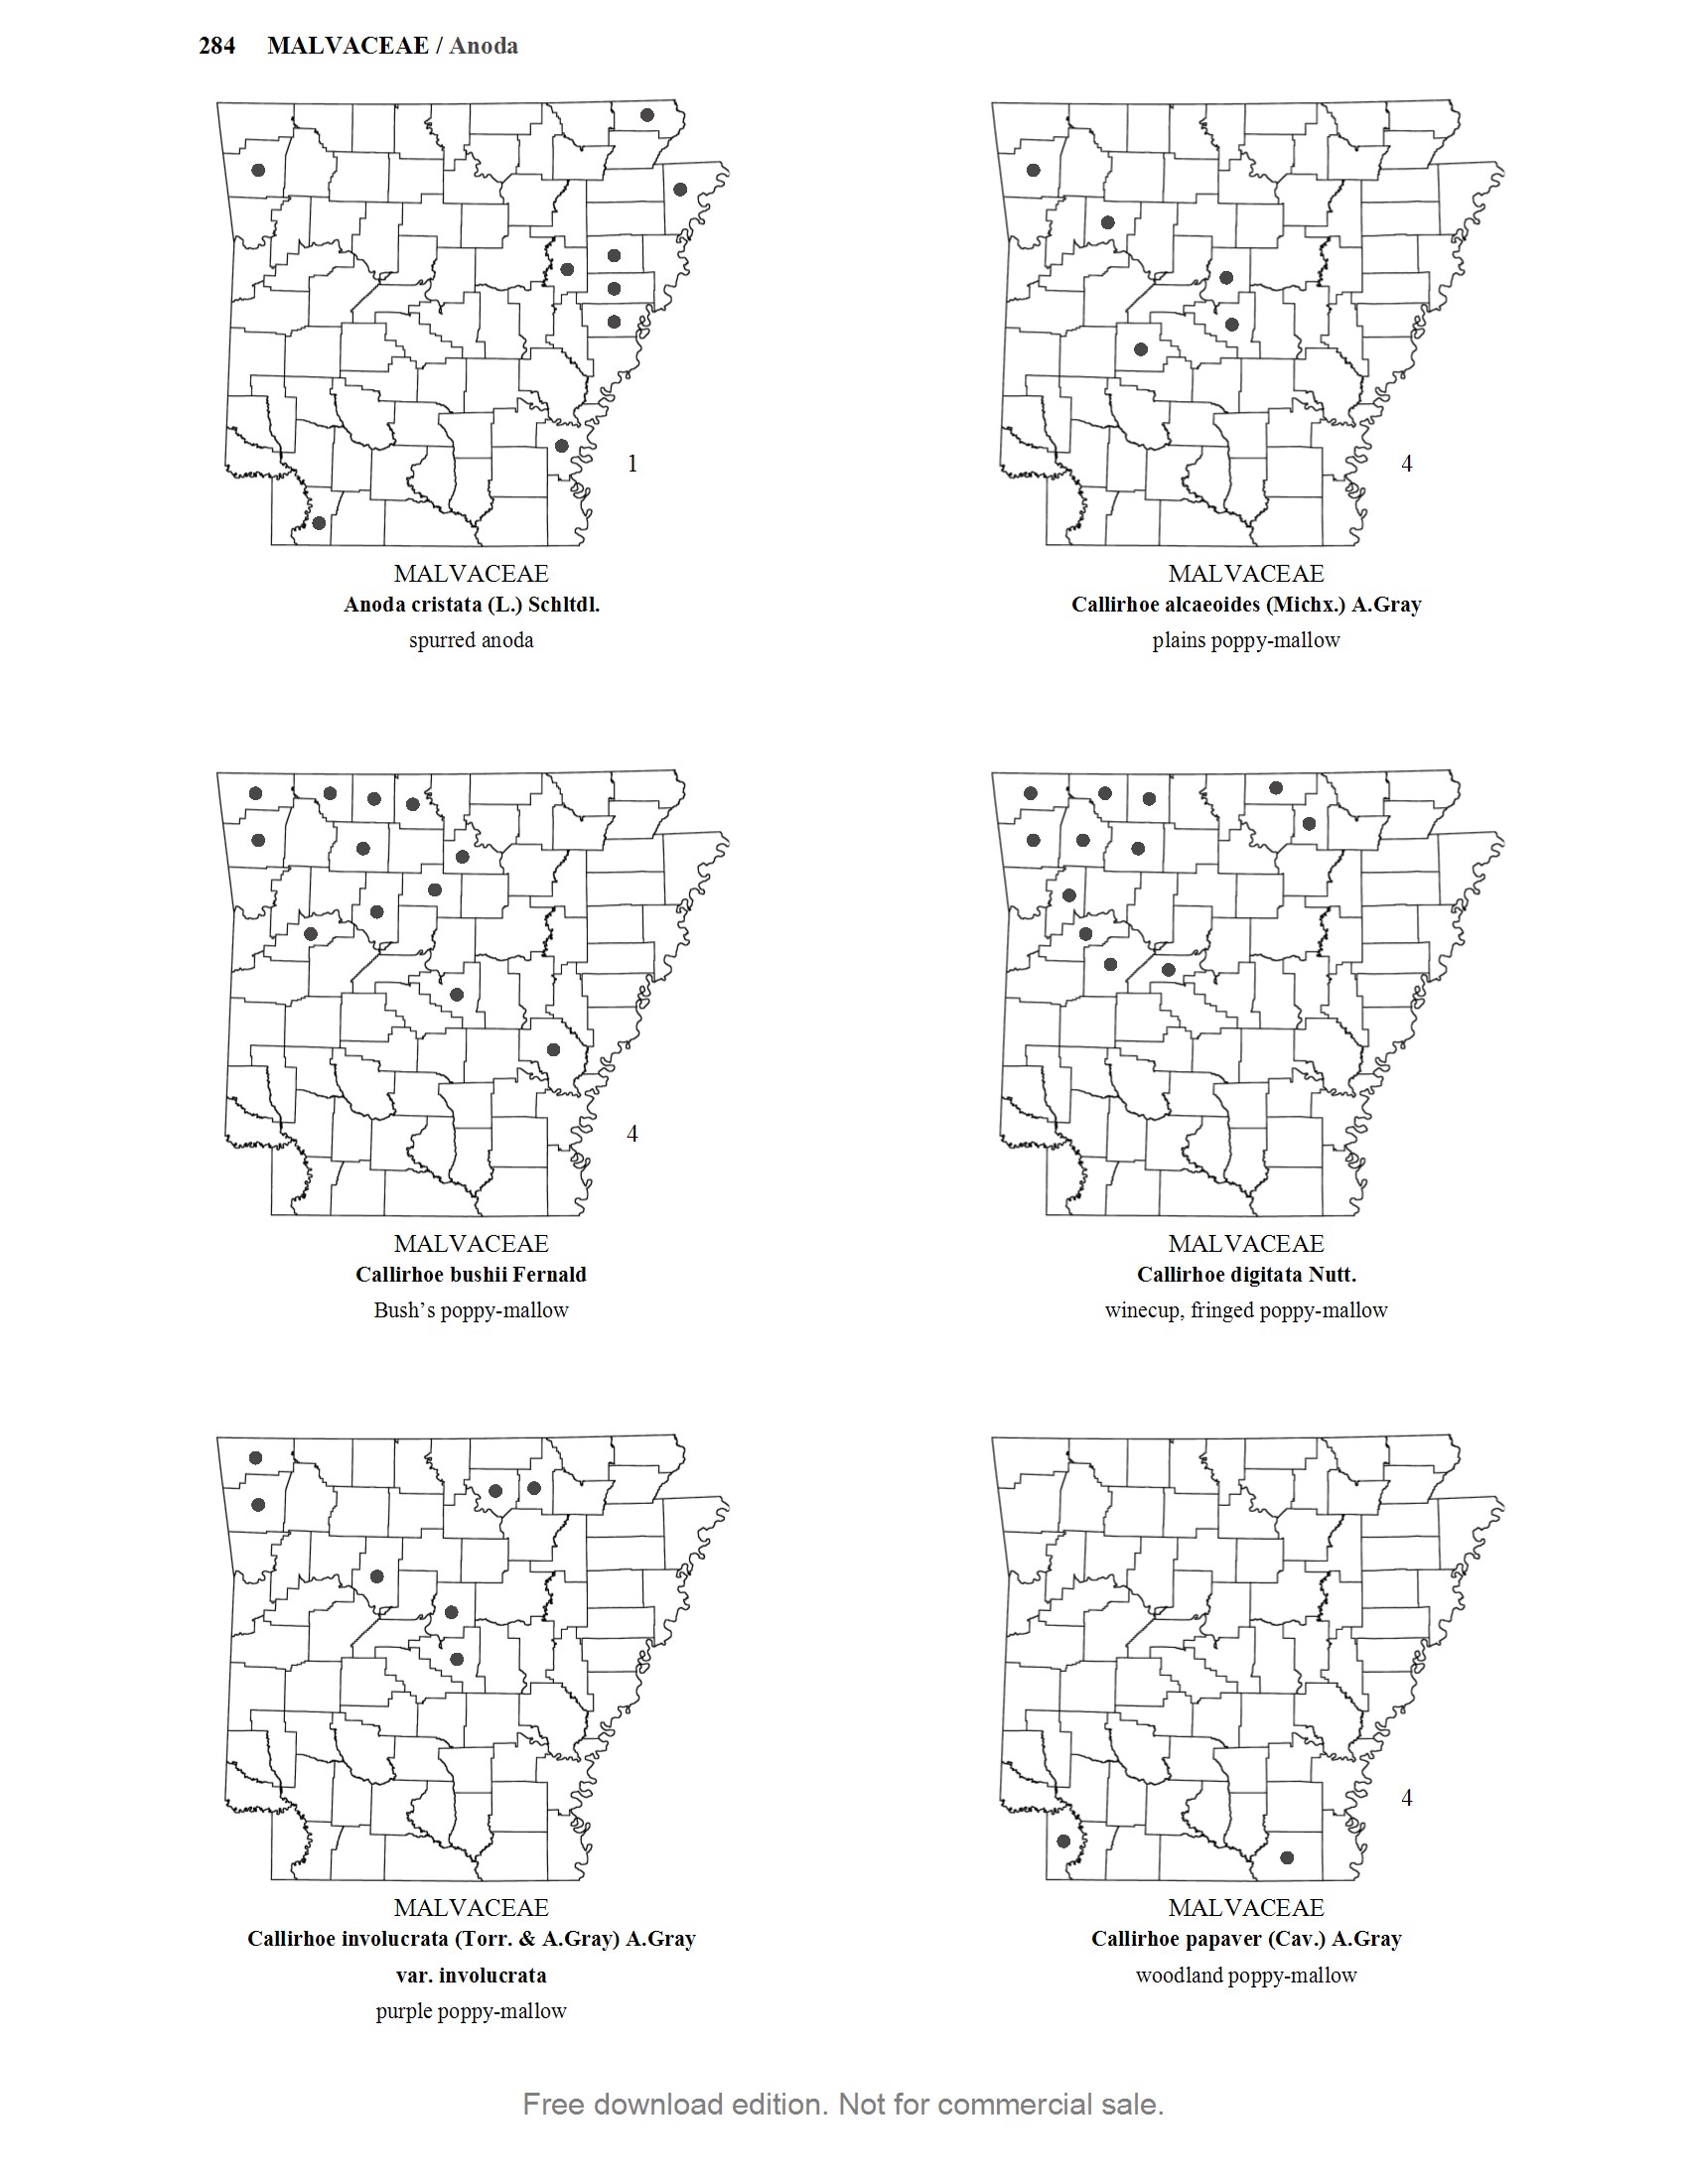 284 MALVACEAE / Anoda
1
MALVACEAE
Anoda cristata (L.) Schltdl.
spurred anoda
4
MALVACEAE
Callirhoe alcaeoides (Michx.) A.Gray
plains poppy-mallow
4
MALVACEAE
Callirhoe bushii Fernald
Bush’s poppy-mallow
MALVACEAE
Callirhoe digitata Nutt.
winecup, fringed poppy-mallow
MALVACEAE
Callirhoe involucrata (Torr. & A.Gray) A.Gray
var. involucrata
purple poppy-mallow
4
MALVACEAE
Callirhoe papaver (Cav.) A.Gray
woodland poppy-mallow
Free download edition. Not for commercial sale.